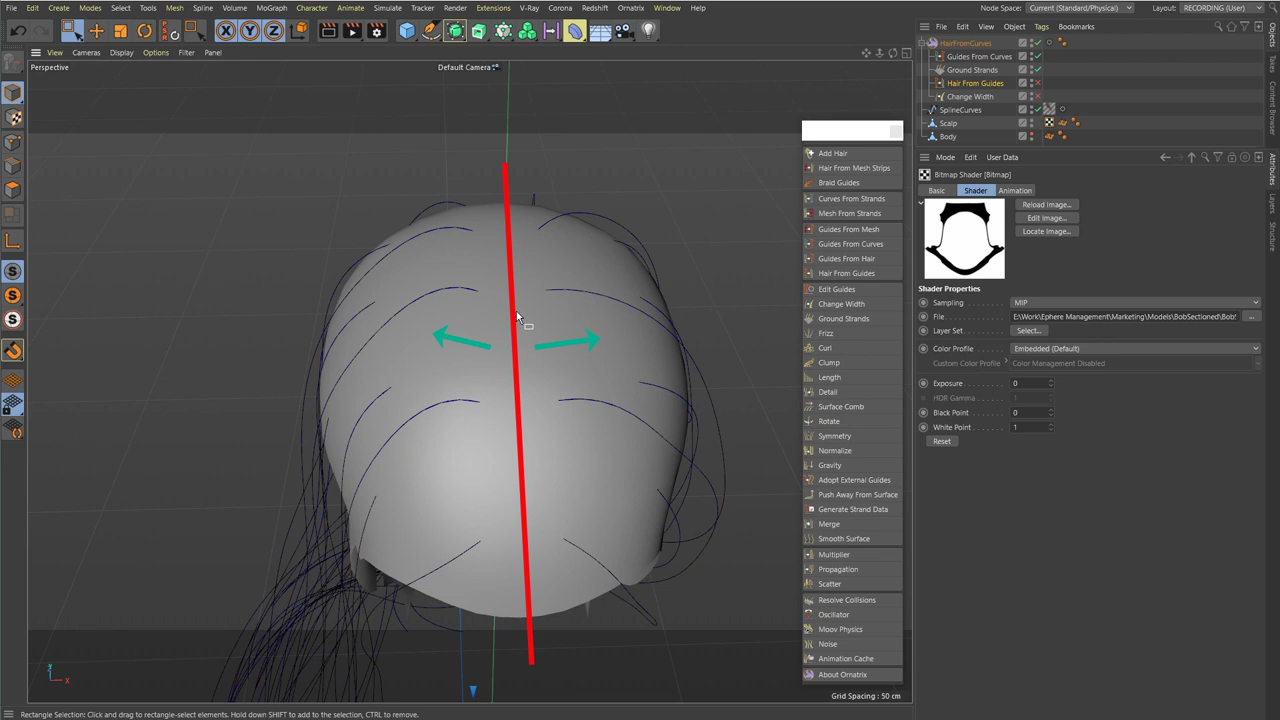 File Edit Create Modes Select Tools Mesh Spline Volume MoGraph Character Animate Simulate Tracker Render Extensions V-Ray Corona Redshift Ornatrix Window Help
Node Space: Current (Standard/Physical) Layout: RECORDING (User)
View Cameras Display Options Filter Panel
Perspective
Default Camera
Add Hair
Hair From Mesh Strips
Braid Guides
Curves From Strands
Mesh From Strands
Guides From Mesh
Guides From Curves
Guides From Hair
Hair From Guides
Edit Guides
Change Width
Ground Strands
Frizz
Curl
Clump
Length
Detail
Surface Comb
Rotate
Symmetry
Normalize
Gravity
Adopt External Guides
Push Away From Surface
Generate Strand Data
Merge
Smooth Surface
Multiplier
Propagation
Scatter
Resolve Collisions
Oscillator
Moov Physics
Noise
Animation Cache
About Ornatrix
Grid Spacing : 50 cm
Y
X
File Edit View Object Tags Bookmarks
HairFromCurves
Guides From Curves
Ground Strands
Hair From Guides
Change Width
SplineCurves
Scalp
Body
Mode Edit User Data
Bitmap Shader [Bitmap]
Basic Shader Animation
Reload Image...
Edit Image...
Locate Image...
Shader Properties
Sampling MIP
File E:\Work\Ephere Management\Marketing\Models\BobSectioned\Bob! ...
Layer Set Select...
Color Profile Embedded (Default)
Custom Color Profile Color Management Disabled
Exposure 0
HDR Gamma 1
Black Point 0
White Point 1
Reset
Objects
Takes
Content Browser
Attributes
Layers
Structure
Rectangle Selection: Click and drag to rectangle-select elements. Hold down SHIFT to add to the selection, CTRL to remove.